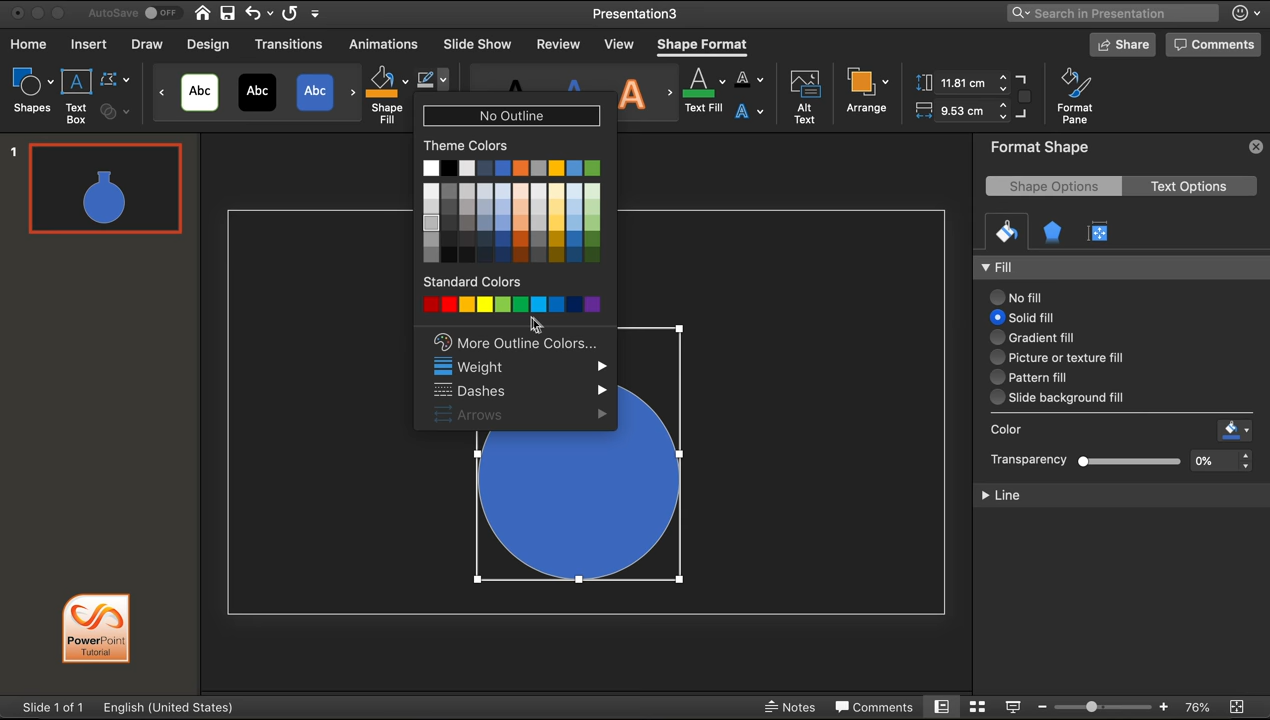 AutoSave OFF Presentation3 Search in Presentation
Home Insert Draw Design Transitions Animations Slide Show Review View Shape Format Share Comments
Shapes Text Box Abc Abc Abc Shape Fill Text Fill Alt Text Arrange 11.81 cm Format Pane
9.53 cm
No Outline
Theme Colors
Standard Colors
More Outline Colors...
Weight
Dashes
Arrows
1
PowerPoint
Tutorial
Format Shape
Shape Options Text Options
Fill
No fill
Solid fill
Gradient fill
Picture or texture fill
Pattern fill
Slide background fill
Color
Transparency 0%
Line
Slide 1 of 1 English (United States) Notes Comments 76%